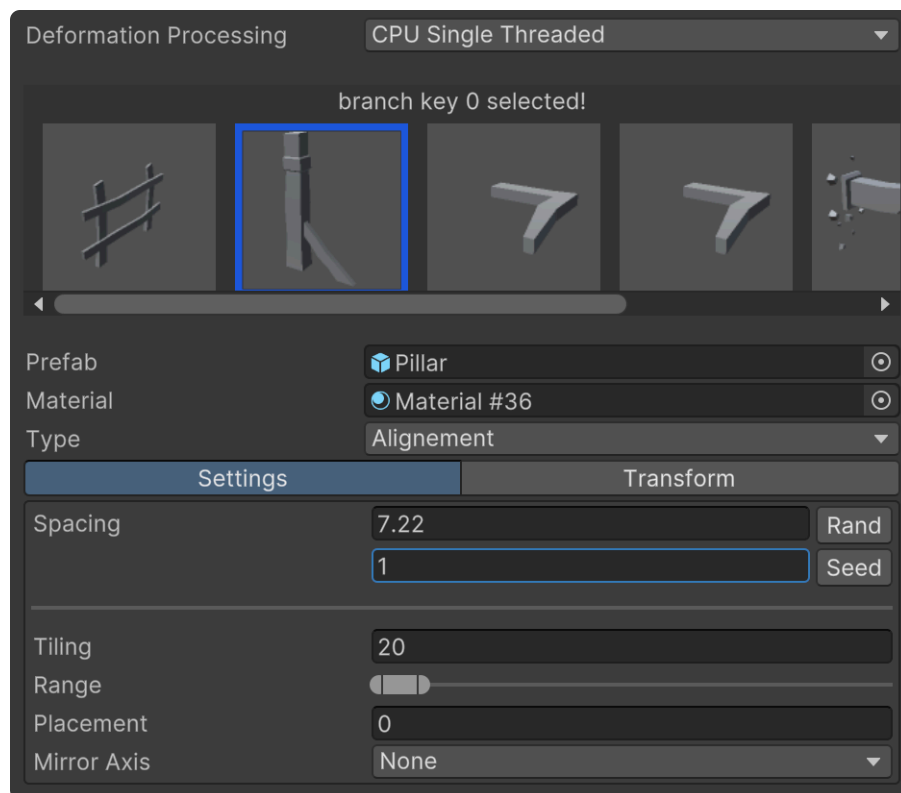 Deformation Processing CPU Single Threaded
branch key 0 selected!
Prefab Pillar
Material Material #36
Type Alignement
Settings Transform
Spacing 7.22 Rand
1 Seed
Tiling 20
Range
Placement 0
Mirror Axis None